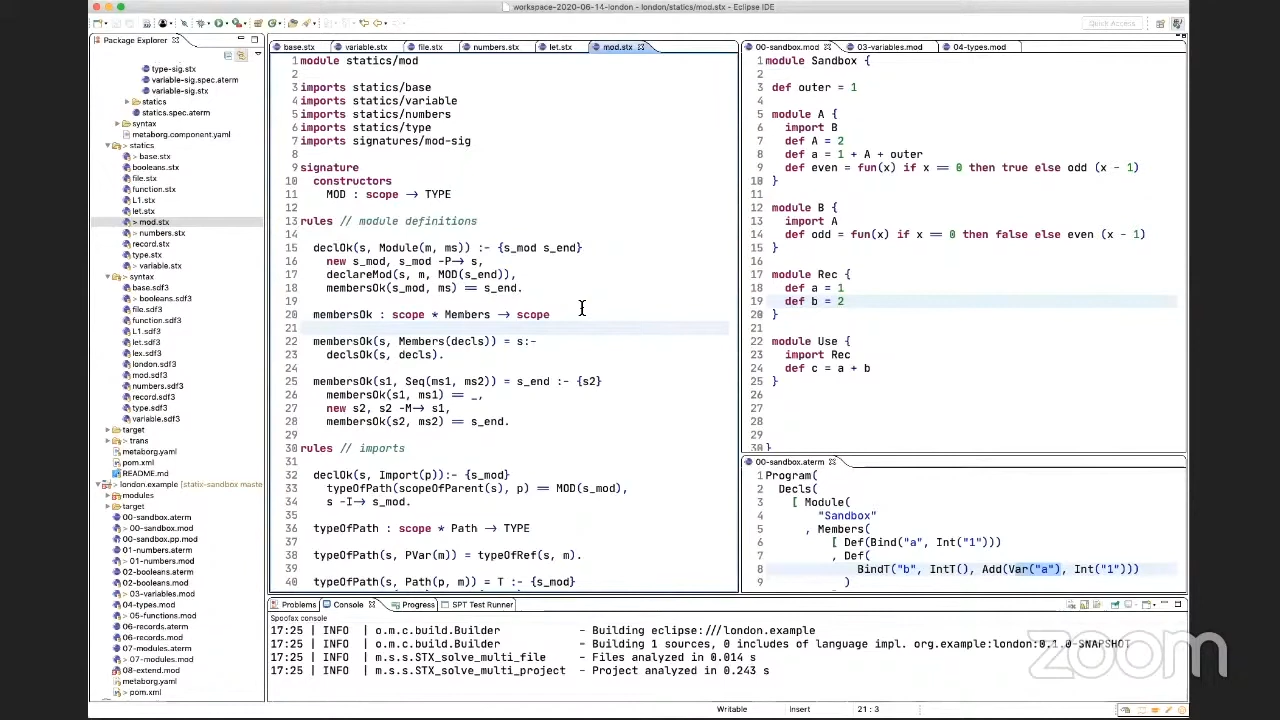 workspace-2020-06-14-london - london/statics/mod.stx - Eclipse IDE
Quick Access
Package Explorer
type-sig.stx
variable-sig.spec.aterm
variable-sig.stx
statics
statics.spec.aterm
syntax
metaborg.component.yaml
statics
> base.stx
booleans.stx
file.stx
function.stx
L1.stx
let.stx
> mod.stx
> numbers.stx
record.stx
type.stx
> variable.stx
syntax
base.sdf3
> booleans.sdf3
file.sdf3
function.sdf3
L1.sdf3
let.sdf3
lex.sdf3
london.sdf3
mod.sdf3
numbers.sdf3
record.sdf3
type.sdf3
variable.sdf3
target
> trans
metaborg.yaml
pom.xml
README.md
> london.example [statix-sandbox maste
modules
target
00-sandbox.aterm
> 00-sandbox.mod
00-sandbox.pp.mod
01-numbers.aterm
> 01-numbers.mod
02-booleans.aterm
02-booleans.mod
> 03-variables.mod
04-types.mod
> 05-functions.mod
06-records.aterm
06-records.mod
07-modules.aterm
> 07-modules.mod
08-extend.mod
metaborg.yaml
> pom.xml
base.stx variable.stx file.stx numbers.stx let.stx mod.stx
1 module statics/mod
2
3 imports statics/base
4 imports statics/variable
5 imports statics/numbers
6 imports statics/type
7 imports signatures/mod-sig
8
9 signature
10 constructors
11 MOD : scope → TYPE
12
13 rules // module definitions
14
15 declOk(s, Module(m, ms)) :- {s_mod s_end}
16 new s_mod, s_mod -P→ s,
17 declareMod(s, m, MOD(s_end)),
18 membersOk(s_mod, ms) == s_end.
19
20 membersOk : scope * Members → scope
21
22 membersOk(s, Members(decls)) = s:-
23 declsOk(s, decls).
24
25 membersOk(s1, Seq(ms1, ms2)) = s_end :- {s2}
26 membersOk(s1, ms1) == _,
27 new s2, s2 -M→ s1,
28 membersOk(s2, ms2) == s_end.
29
30 rules // imports
31
32 declOk(s, Import(p)):- {s_mod}
33 typeOfPath(scopeOfParent(s), p) == MOD(s_mod),
34 s -I→ s_mod.
35
36 typeOfPath : scope * Path → TYPE
37
38 typeOfPath(s, PVar(m)) = typeOfRef(s, m).
39
40 typeOfPath(s, Path(p, m)) = T :- {s_mod}
00-sandbox.mod 03-variables.mod 04-types.mod
1 module Sandbox {
2
3 def outer = 1
4
5 module A {
6 import B
7 def A = 2
8 def a = 1 + A + outer
9 def even = fun(x) if x == 0 then true else odd (x - 1)
10 }
11
12 module B {
13 import A
14 def odd = fun(x) if x == 0 then false else even (x - 1)
15 }
16
17 module Rec {
18 def a = 1
19 def b = 2
20 }
21
22 module Use {
23 import Rec
24 def c = a + b
25 }
26
27
28
29
30 }
00-sandbox.aterm
1 Program(
2 Decls(
3 [ Module(
4 "Sandbox"
5 , Members(
6 [ Def(Bind("a", Int("1")))
7 , Def(
8 BindT("b", IntT(), Add(Var("a"), Int("1")))
9 )
Problems Console Progress SPT Test Runner
Spoofax console
17:25 | INFO | o.m.c.build.Builder - Building eclipse:///london.example
17:25 | INFO | o.m.c.build.Builder - Building 1 sources, 0 includes of language impl. org.example:london:0.1.0-SNAPSHOT
17:25 | INFO | m.s.s.STX_solve_multi_file - Files analyzed in 0.014 s
17:25 | INFO | m.s.s.STX_solve_multi_project - Project analyzed in 0.243 s
zoom
Writable Insert 21 : 3